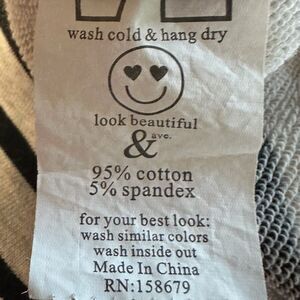 wash cold & hang dry
look beautiful
& ave.
95% cotton
5% spandex
for your best look:
wash similar colors
wash inside out
Made In China
RN:158679